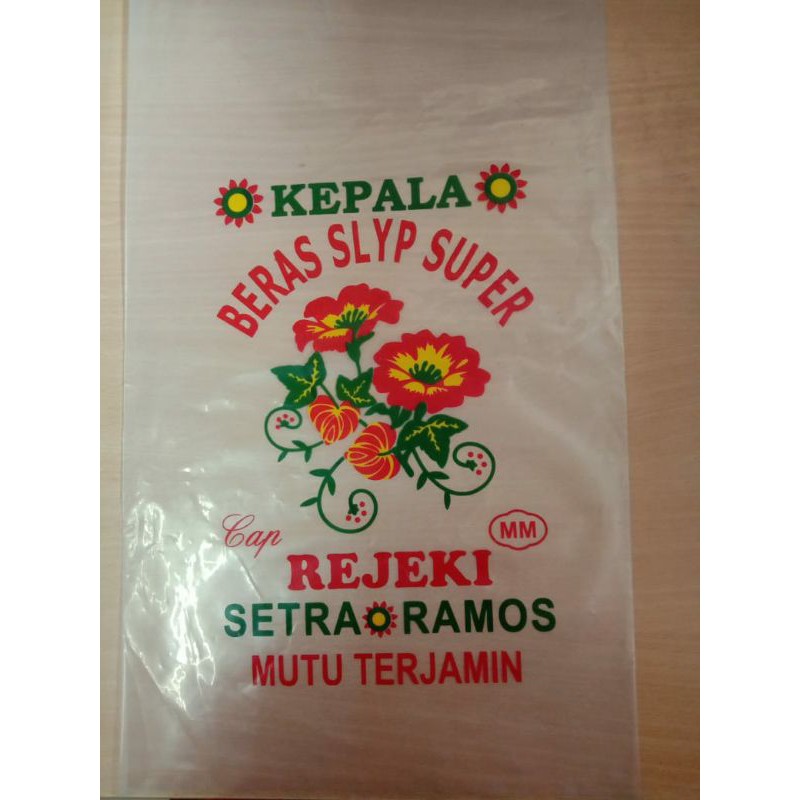 KEPALA
BERAS SLYP SUPER
Cap
MM
REJEKI
SETRA RAMOS
MUTU TERJAMIN